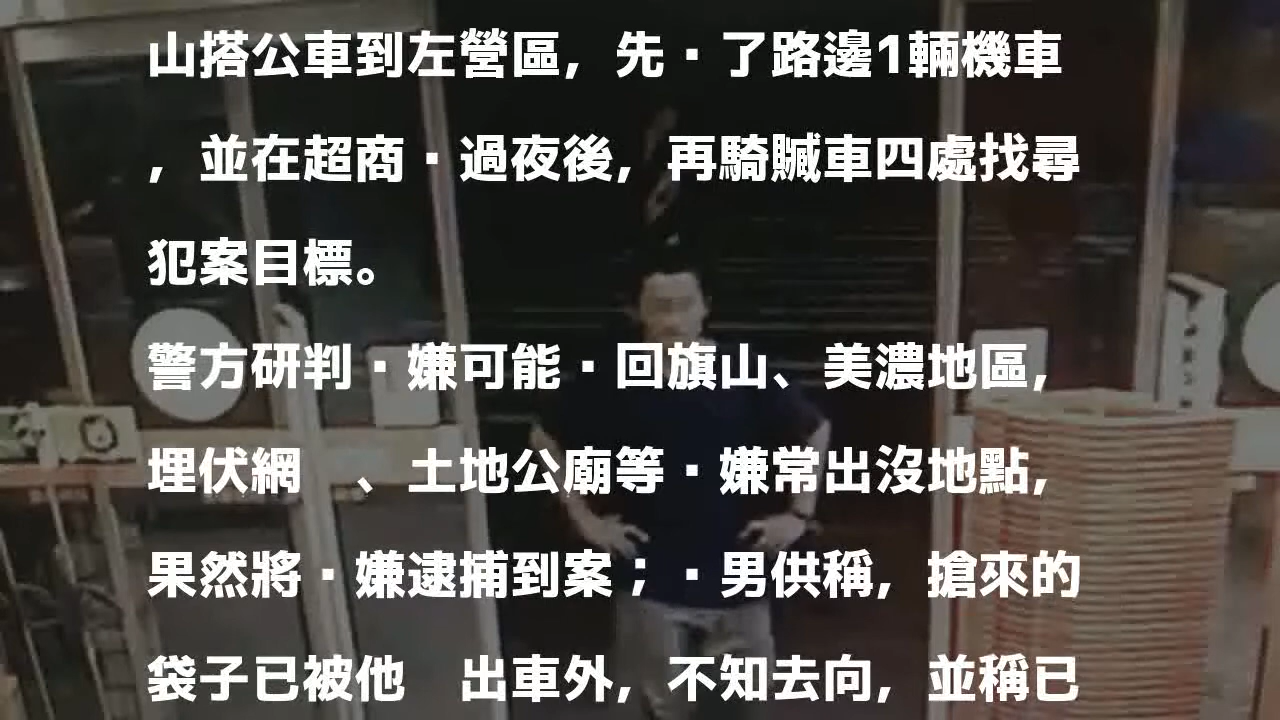 山搭公車到左營區，先·了路邊1輛機車
，並在超商·過夜後，再騎贓車四處找尋
犯案目標。
警方研判·嫌可能·回旗山、美濃地區，
埋伏網　、土地公廟等·嫌常出沒地點，
果然將·嫌逮捕到案；·男供稱，搶來的
袋子已被他　出車外，不知去向，並稱已